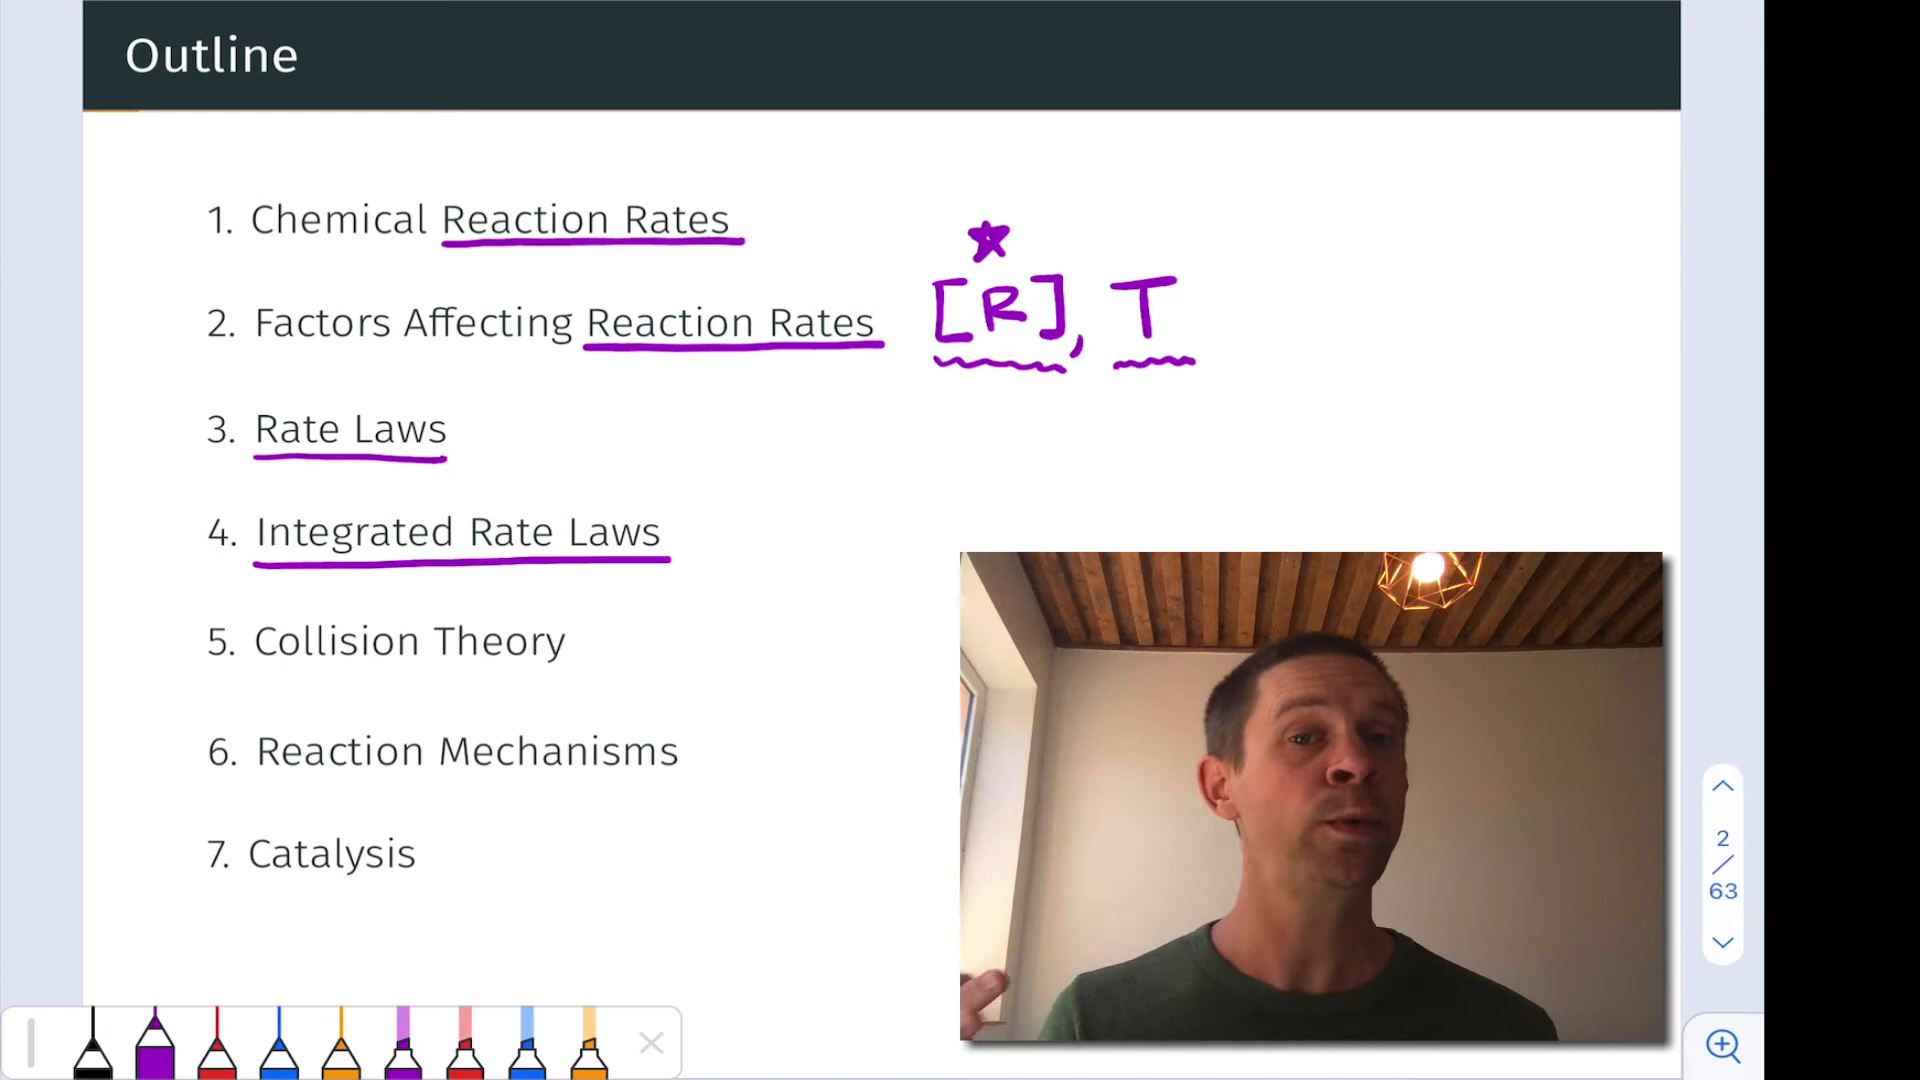 Outline
1. Chemical Reaction Rates
2. Factors Affecting Reaction Rates [R], T
3. Rate Laws
4. Integrated Rate Laws
5. Collision Theory
6. Reaction Mechanisms
7. Catalysis
2
/
63